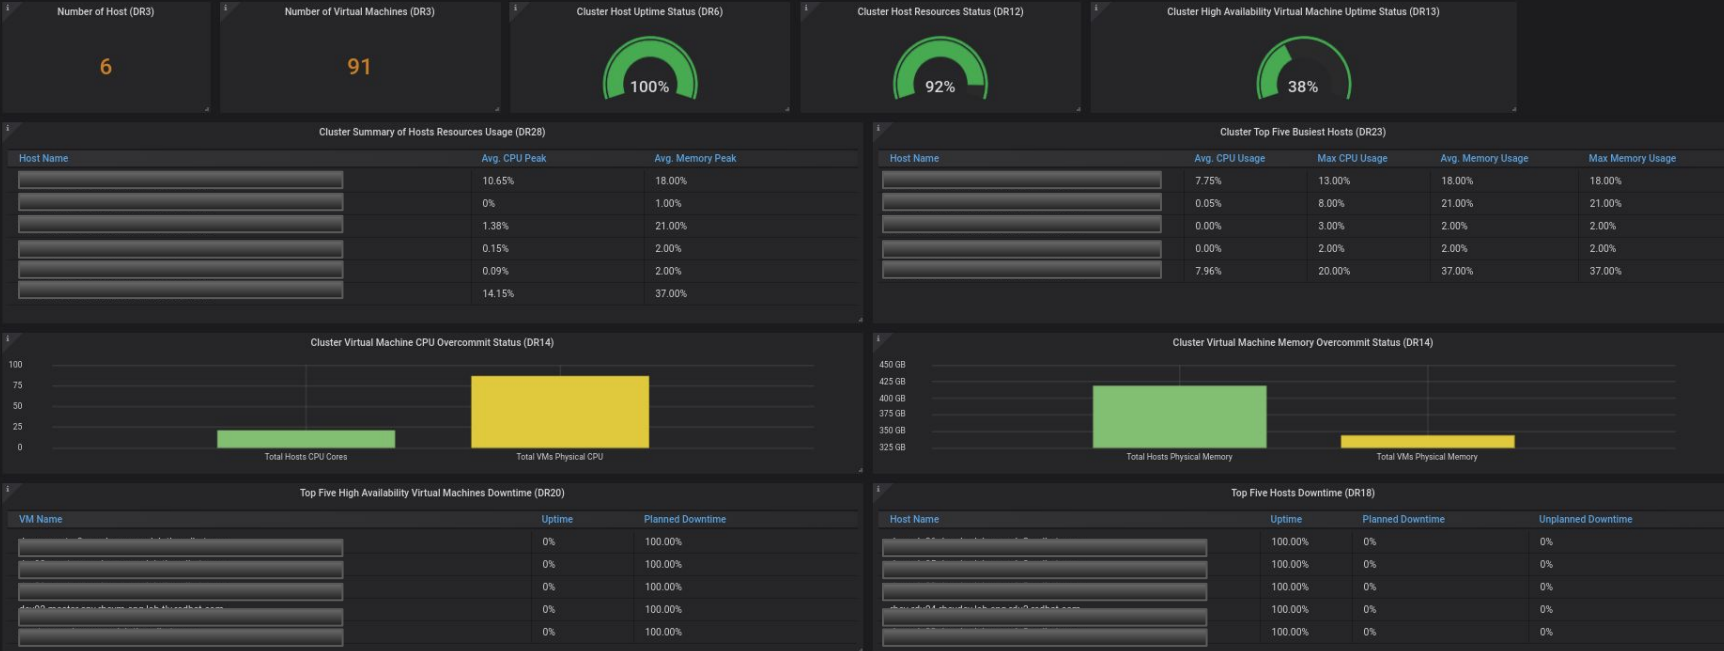 Number of Host (DR3)
6
Number of Virtual Machines (DR3)
91
Cluster Host Uptime Status (DR6)
100%
Cluster Host Resources Status (DR12)
92%
Cluster High Availability Virtual Machine Uptime Status (DR13)
38%
Cluster Summary of Hosts Resources Usage (DR28)
Host Name Avg. CPU Peak Avg. Memory Peak
10.65% 18.00%
0% 1.00%
1.38% 21.00%
0.15% 2.00%
0.09% 2.00%
14.15% 37.00%
Cluster Top Five Busiest Hosts (DR23)
Host Name Avg. CPU Usage Max CPU Usage Avg. Memory Usage Max Memory Usage
7.75% 13.00% 18.00% 18.00%
0.05% 8.00% 21.00% 21.00%
0.00% 3.00% 2.00% 2.00%
0.00% 2.00% 2.00% 2.00%
7.96% 20.00% 37.00% 37.00%
Cluster Virtual Machine CPU Overcommit Status (DR14)
100
75
50
25
0
Total Hosts CPU Cores Total VMs Physical CPU
Cluster Virtual Machine Memory Overcommit Status (DR14)
450 GB
425 GB
400 GB
375 GB
350 GB
325 GB
Total Hosts Physical Memory Total VMs Physical Memory
Top Five High Availability Virtual Machines Downtime (DR20)
VM Name Uptime Planned Downtime
0% 100.00%
0% 100.00%
0% 100.00%
0% 100.00%
0% 100.00%
Top Five Hosts Downtime (DR18)
Host Name Uptime Planned Downtime Unplanned Downtime
100.00% 0% 0%
100.00% 0% 0%
100.00% 0% 0%
100.00% 0% 0%
100.00% 0% 0%